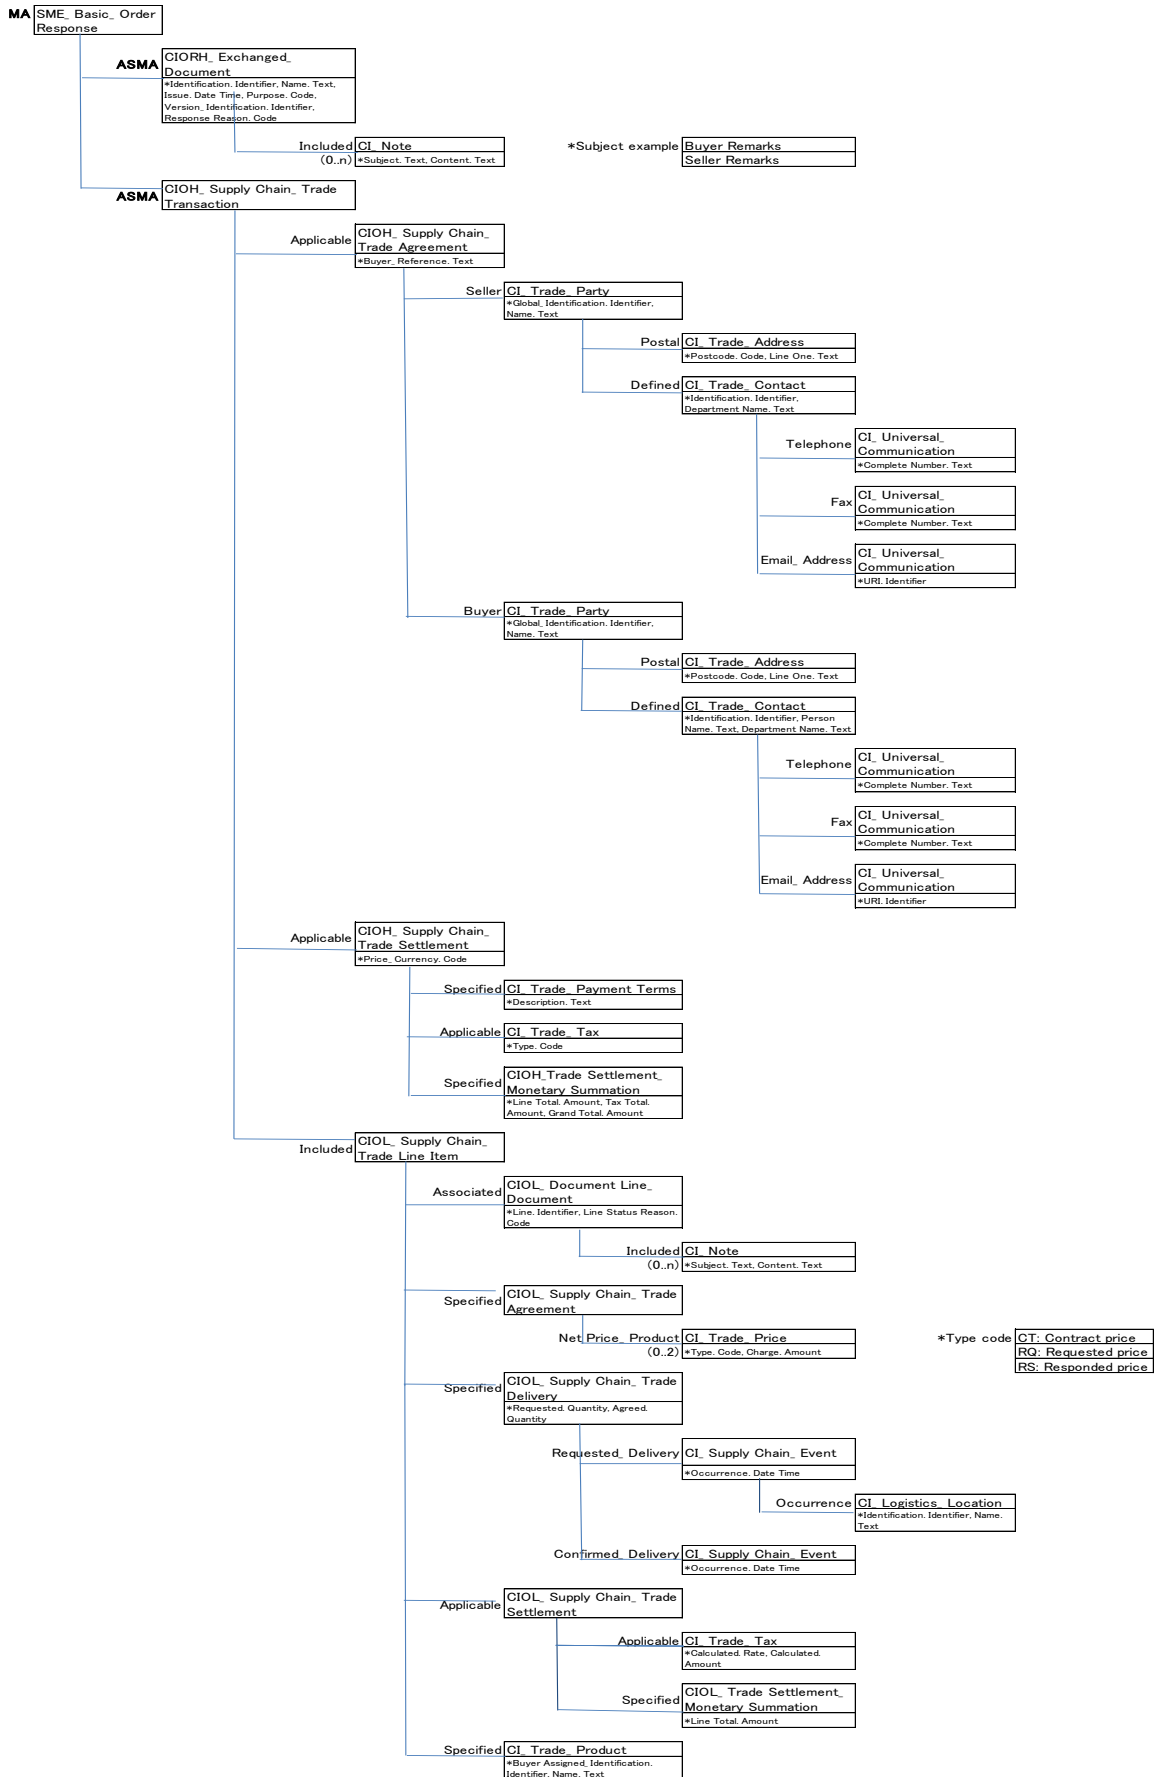 MA
SME_ Basic_ Order
Response
ASMA
CIORH_ Exchanged_
Document
*Identification. Identifier, Name. Text,
Issue. Date Time, Purpose. Code,
Version_ Identification. Identifier,
Response Reason. Code
Included
(0..n)
CI_ Note
*Subject. Text, Content. Text
*Subject example
Buyer Remarks
Seller Remarks
ASMA
CIOH_ Supply Chain_ Trade
Transaction
Applicable
CIOH_ Supply Chain_
Trade Agreement
*Buyer_ Reference. Text
Seller
CI_ Trade_ Party
*Global_ Identification. Identifier,
Name. Text
Postal
CI_ Trade_ Address
*Postcode. Code, Line One. Text
Defined
CI_ Trade_ Contact
*Identification. Identifier,
Department Name. Text
Telephone
CI_ Universal_
Communication
*Complete Number. Text
Fax
CI_ Universal_
Communication
*Complete Number. Text
Email_ Address
CI_ Universal_
Communication
*URI. Identifier
Buyer
CI_ Trade_ Party
*Global_ Identification. Identifier,
Name. Text
Postal
CI_ Trade_ Address
*Postcode. Code, Line One. Text
Defined
CI_ Trade_ Contact
*Identification. Identifier, Person
Name. Text, Department Name. Text
Telephone
CI_ Universal_
Communication
*Complete Number. Text
Fax
CI_ Universal_
Communication
*Complete Number. Text
Email_ Address
CI_ Universal_
Communication
*URI. Identifier
Applicable
CIOH_ Supply Chain_
Trade Settlement
*Price_ Currency. Code
Specified
CI_ Trade_ Payment Terms
*Description. Text
Applicable
CI_ Trade_ Tax
*Type. Code
Specified
CIOH_Trade Settlement_
Monetary Summation
*Line Total. Amount, Tax Total.
Amount, Grand Total. Amount
Included
CIOL_ Supply Chain_
Trade Line Item
Associated
CIOL_ Document Line_
Document
*Line. Identifier, Line Status Reason.
Code
Included
(0..n)
CI_ Note
*Subject. Text, Content. Text
Specified
CIOL_ Supply Chain_ Trade
Agreement
Net Price_ Product
(0..2)
CI_ Trade_ Price
*Type. Code, Charge. Amount
*Type code
CT: Contract price
RQ: Requested price
RS: Responded price
Specified
CIOL_ Supply Chain_ Trade
Delivery
*Requested. Quantity, Agreed.
Quantity
Requested_ Delivery
CI_ Supply Chain_ Event
*Occurrence. Date Time
Occurrence
CI_ Logistics_ Location
*Identification. Identifier, Name.
Text
Confirmed_ Delivery
CI_ Supply Chain_ Event
*Occurrence. Date Time
Applicable
CIOL_ Supply Chain_ Trade
Settlement
Applicable
CI_ Trade_ Tax
*Calculated. Rate, Calculated.
Amount
Specified
CIOL_ Trade Settlement_
Monetary Summation
*Line Total. Amount
Specified
CI_ Trade_ Product
*Buyer Assigned_ Identification.
Identifier, Name. Text